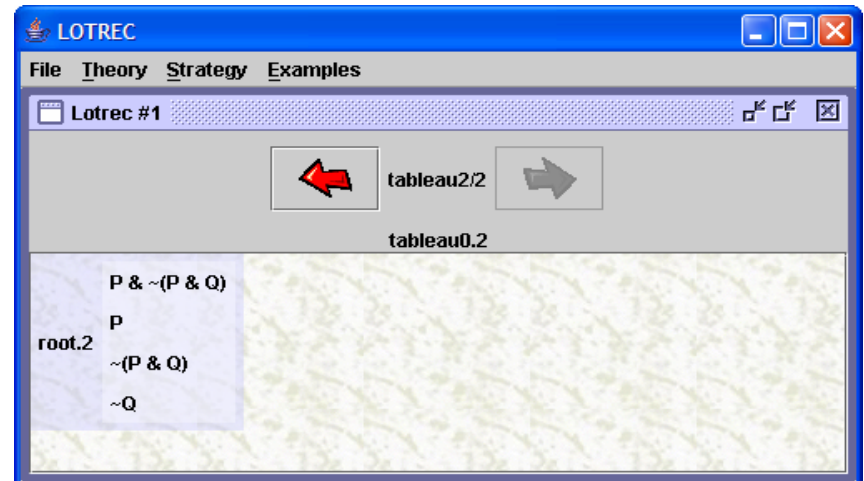 LOTREC
File Theory Strategy Examples
Lotrec #1
tableau2/2
tableau0.2
P & ~(P & Q)
P
root.2
~(P & Q)
~Q